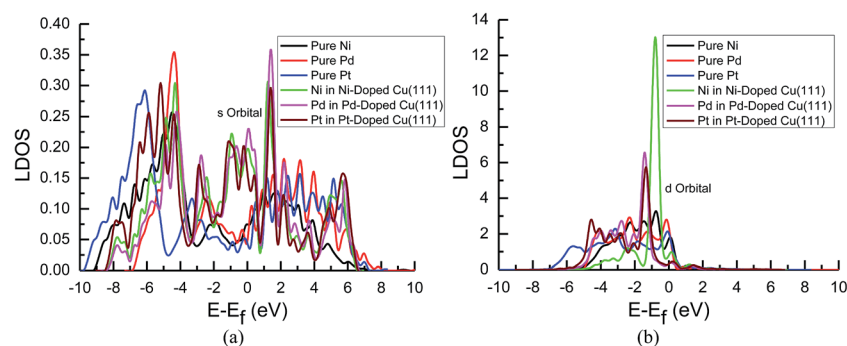 0.40
0.35
0.30
0.25
0.20
0.15
0.10
0.05
0.00
LDOS
Pure Ni
Pure Pd
Pure Pt
Ni in Ni-Doped Cu(111)
Pd in Pd-Doped Cu(111)
Pt in Pt-Doped Cu(111)
s Orbital
-10 -8 -6 -4 -2 0 2 4 6 8 10
E-Ef (eV)
(a)
14
12
10
8
6
4
2
0
LDOS
Pure Ni
Pure Pd
Pure Pt
Ni in Ni-Doped Cu(111)
Pd in Pd-Doped Cu(111)
Pt in Pt-Doped Cu(111)
d Orbital
-10 -8 -6 -4 -2 0 2 4 6 8 10
E-Ef (eV)
(b)